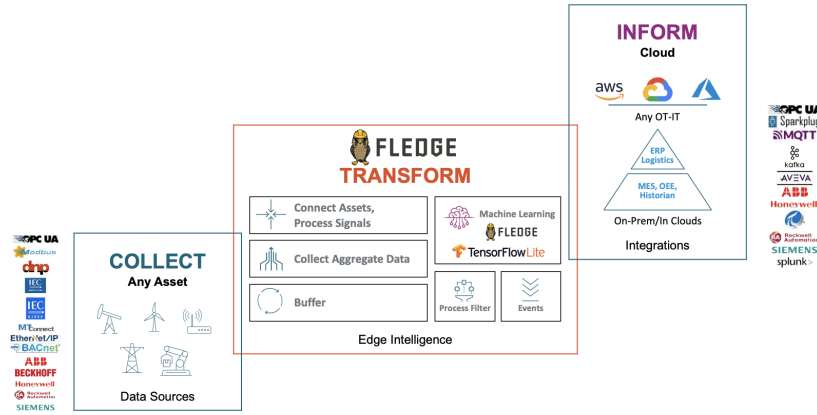 OPC UA
Modbus
dnp
IEC
IEC
MTConnect
EtherNet/IP
BACnet
ABB
BECKHOFF
Honeywell
Rockwell
Automation
SIEMENS
COLLECT
Any Asset
Data Sources
FLEDGE
TRANSFORM
Connect Assets,
Process Signals
Collect Aggregate Data
Buffer
Machine Learning
FLEDGE
TensorFlow Lite
Process Filter
Events
Edge Intelligence
INFORM
Cloud
aws
Any OT-IT
ERP
Logistics
MES, OEE,
Historian
On-Prem/In Clouds
Integrations
OPC UA
Sparkplug
MQTT
kafka
AVEVA
ABB
Honeywell
Rockwell
Automation
SIEMENS
splunk>